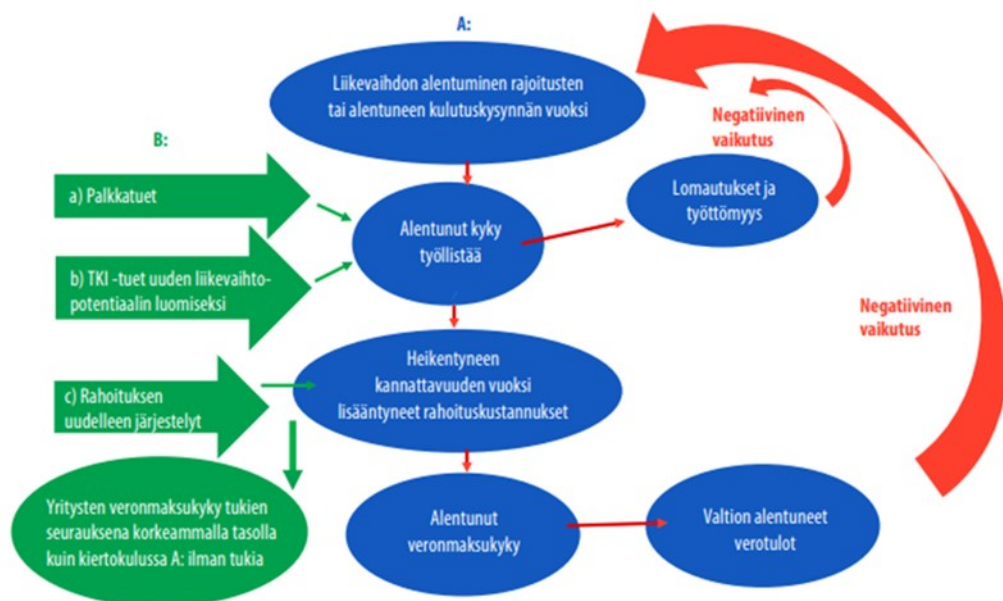 A:
Liikevaihdon alentuminen rajoitusten
tai alentuneen kulutuskysynnän vuoksi
Negatiivinen
vaikutus
B:
a) Palkkatuet
Lomautukset ja
työttömyys
Alentunut kyky
työllistää
b) TKI -tuet uuden liikevaihto-
potentiaalin luomiseksi
Negatiivinen
vaikutus
Heikentyneen
kannattavuuden vuoksi
lisääntyneet rahoituskustannukset
c) Rahoituksen
uudelleen järjestelyt
Yritysten veronmaksukyky tukien
seurauksena korkeammalla tasolla
kuin kiertokulussa A: ilman tukia
Alentunut
veronmaksukyky
Valtion alentuneet
verotulot